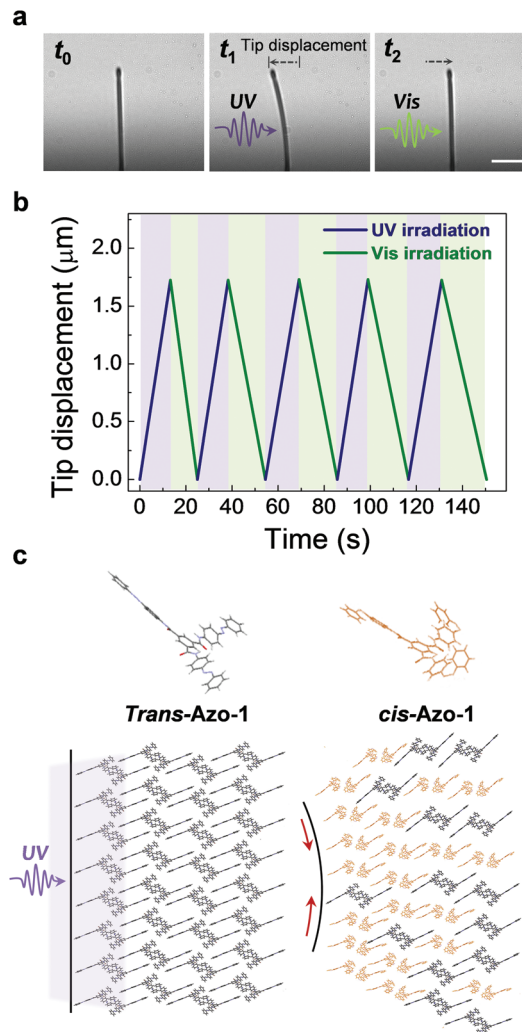 a
t0
t1
Tip displacement
UV
t2
Vis
b
Tip displacement (μm)
2.0
1.5
1.0
0.5
0.0
UV irradiation
Vis irradiation
0 20 40 60 80 100 120 140
Time (s)
c
Trans-Azo-1
cis-Azo-1
UV